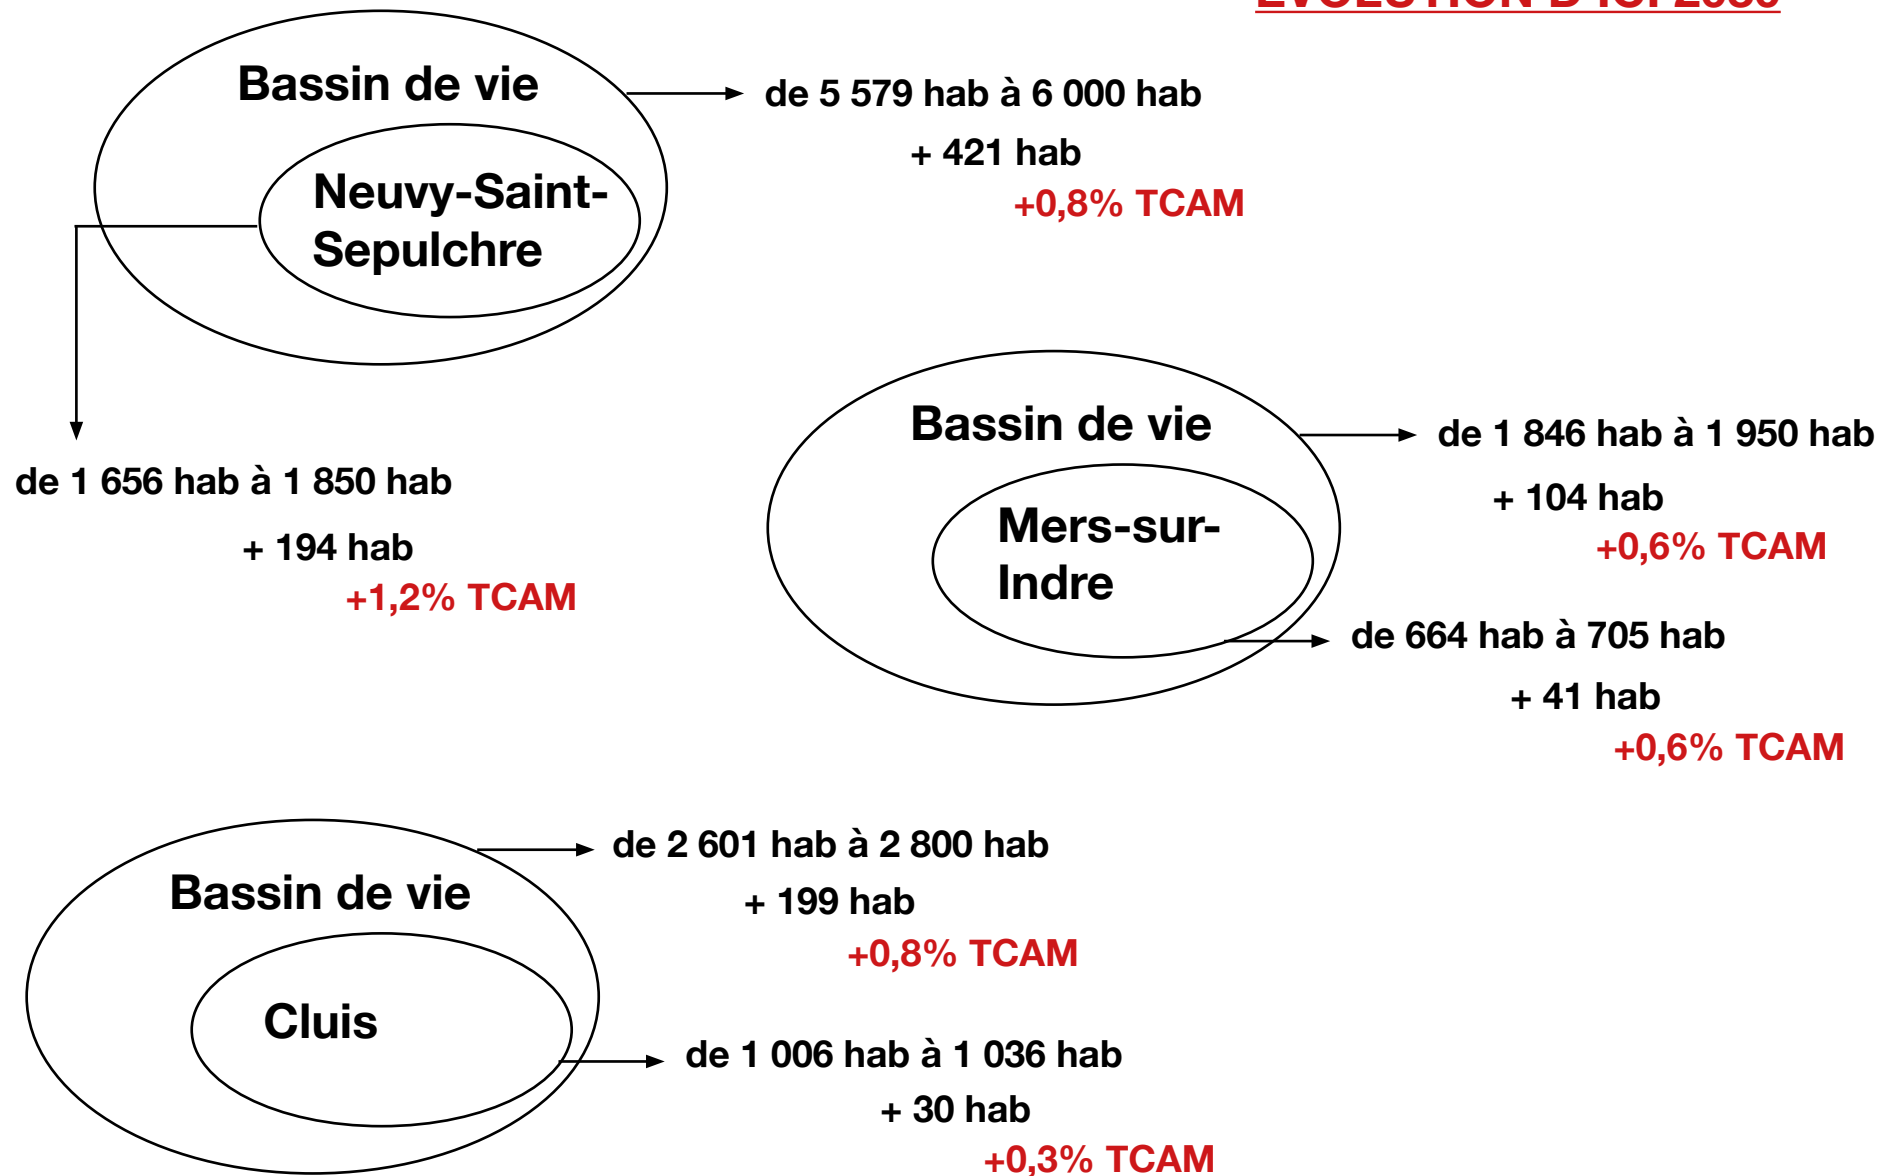 EVOLUTION D'ICI
Bassin de vie
de 5 579 hab à 6 000 hab
+ 421 hab
+0,8% TCAM
Neuvy-Saint-
Sepulchre
de 1 656 hab à 1 850 hab
+ 194 hab
+1,2% TCAM
Bassin de vie
de 1 846 hab à 1 950 hab
+ 104 hab
+0,6% TCAM
Mers-sur-
Indre
de 664 hab à 705 hab
+ 41 hab
+0,6% TCAM
Bassin de vie
de 2 601 hab à 2 800 hab
+ 199 hab
+0,8% TCAM
Cluis
de 1 006 hab à 1 036 hab
+ 30 hab
+0,3% TCAM